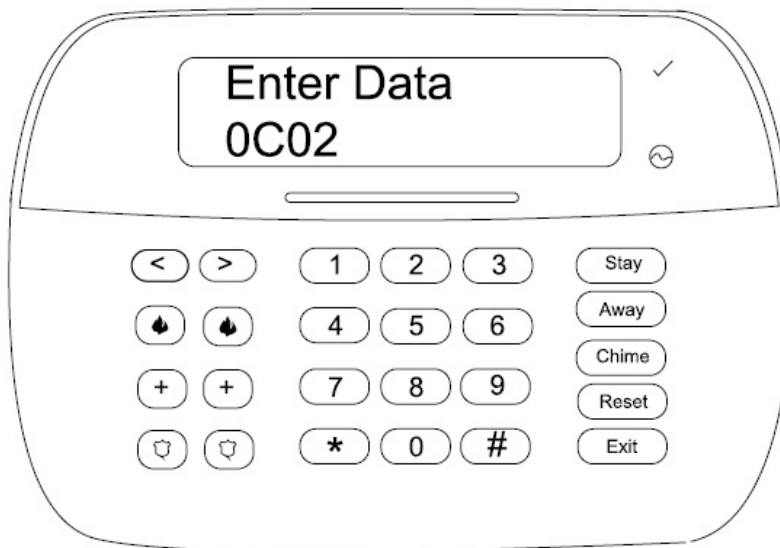 Enter Data
0C02
< > 1 2 3 Stay
4 5 6 Away
Chime
+ + 7 8 9 Reset
* 0 # Exit